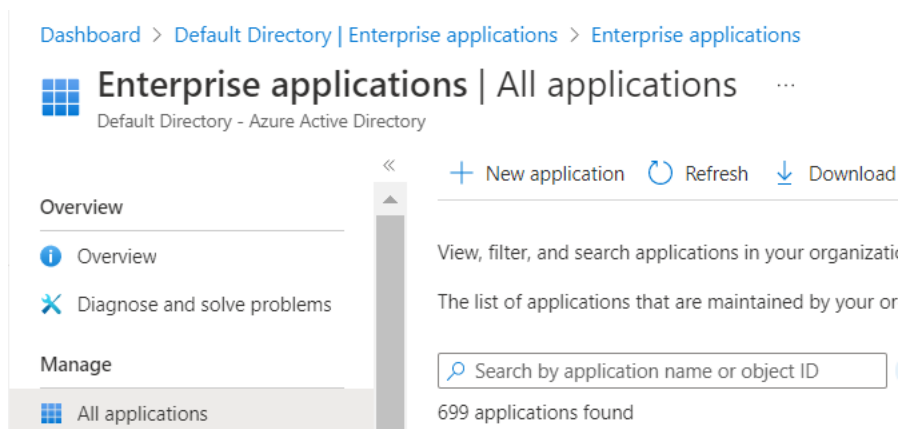 Dashboard > Default Directory | Enterprise applications > Enterprise applications
Enterprise applications | All applications ...
Default Directory - Azure Active Directory
«
+ New application Refresh Download
Overview
Overview
View, filter, and search applications in your
Diagnose and solve problems
The list of applications that are maintained by your
Manage
Search by application name or object ID
All applications
699 applications found